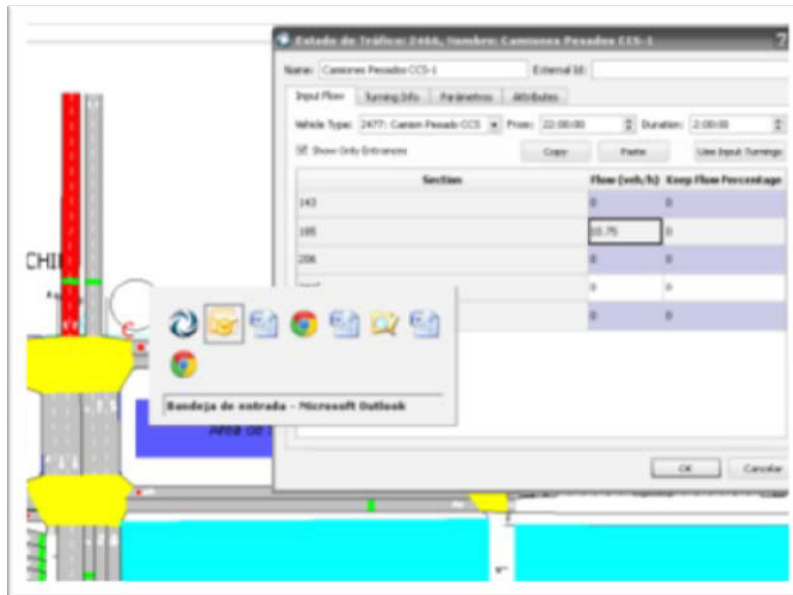 Estado de Tráfico: 2466, Nombre: Camiones Pesados CCS-1
?
Name: Camiones Pesados CCS-1 External Id:
Input Flow Turning Info Parámetros Attributes
Vehicle Type: 2477: Camion Pesado CCS From: 22:00:00 Duration: 2:00:00
Show Only Entrances Copy Paste Use Input Turnings
Section Flow (veh/h) Keep Flow Percentage
143 0 0
185 10.75 0
206 0 0
0 0
0 0
CHI
Bandeja de entrada - Microsoft Outlook
Area de
OK Cancelar